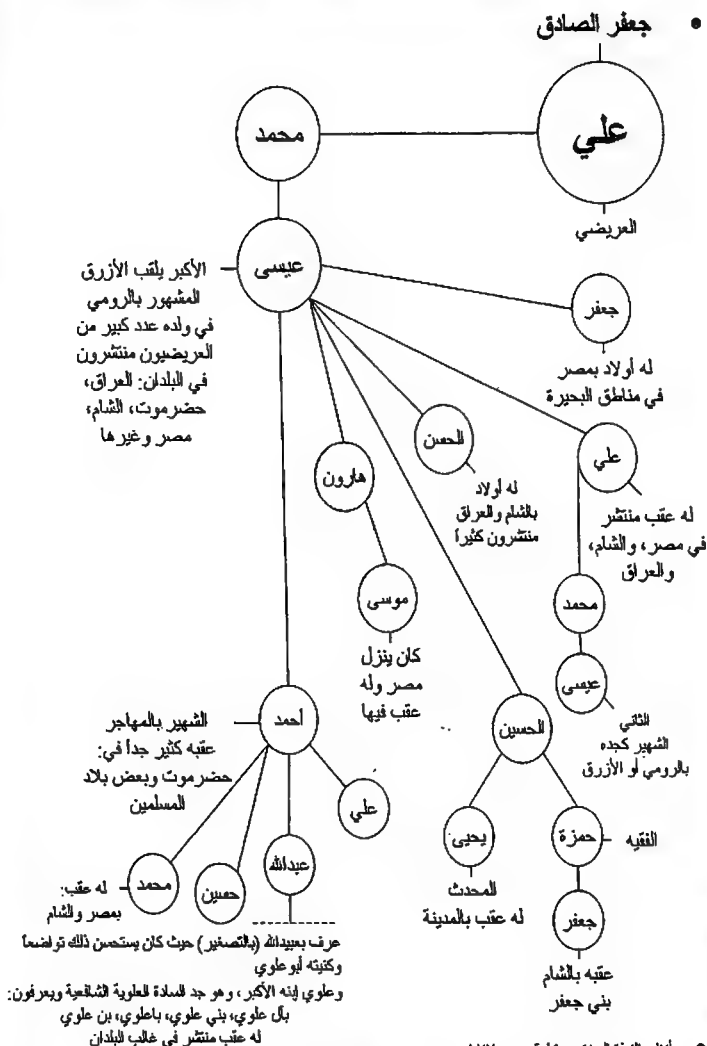 • جعفر الصادق
علي
محمد
العريضي
عيسى
الأكبر يلقب الأزرق
المشهور بالرومي
في ولده عدد كبير من
العريضيون منتشرون
في البلدان: العراق،
حضرموت، الشام،
مصر وغيرها
جعفر
له أولاد بمصر
في مناطق البحيرة
الحسن
له أولاد
بالشام والعراق
منتشرون كثيراً
علي
له عقب منتشر
في مصر، والشام،
والعراق
هارون
موسى
كان ينزل
مصر وله
عقب فيها
محمد
عيسى
الثاني
الشهير كجده
بالرومي أو الأزرق
أحمد
الشهير بالمهاجر
عقبه كثير جداً في:
حضرموت وبعض بلاد
المسلمين
الحسين
علي
عبدالله
حسين
محمد
له عقب:
بمصر والشام
يحيى
المحدث
له عقب بالمدينة
حمزة
الفقيه
جعفر
عقبه بالشام
بني جعفر
عرف بعبيدالله (بالتصغير) حيث كان يستحسن ذلك تواضعاً
وكنيته أبو علوي
وعلوي إبنه الأكبر، وهو جد السادة العلوية الشافعية ويعرفون:
بآل علوي، بني علوي، باعلوي، بن علوي
له عقب منتشر في غالب البلدان